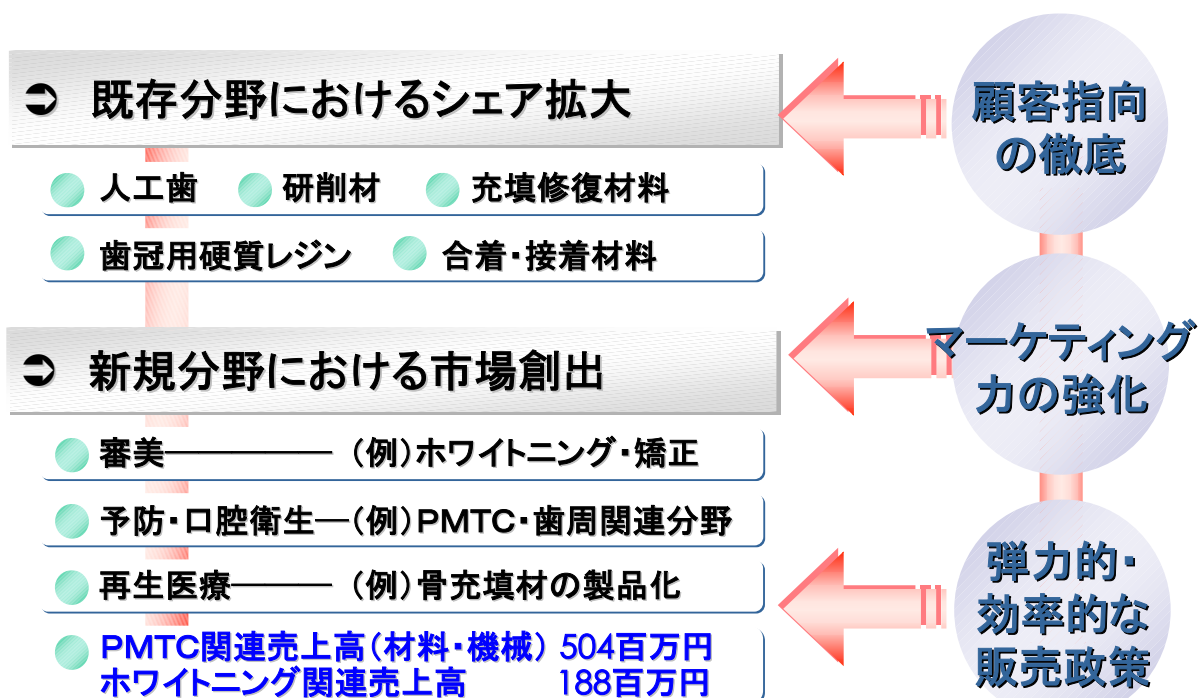 ➲ 既存分野におけるシェア拡大
人工歯 研削材 充填修復材料
歯冠用硬質レジン 合着・接着材料
➲ 新規分野における市場創出
審美―――――― （例）ホワイトニング・矯正
予防・口腔衛生―（例）PMTC・歯周関連分野
再生医療――― （例）骨充填材の製品化
PMTC関連売上高（材料・機械） 504百万円
ホワイトニング関連売上高 188百万円
顧客指向
の徹底
マーケティング
力の強化
弾力的・
効率的な
販売政策